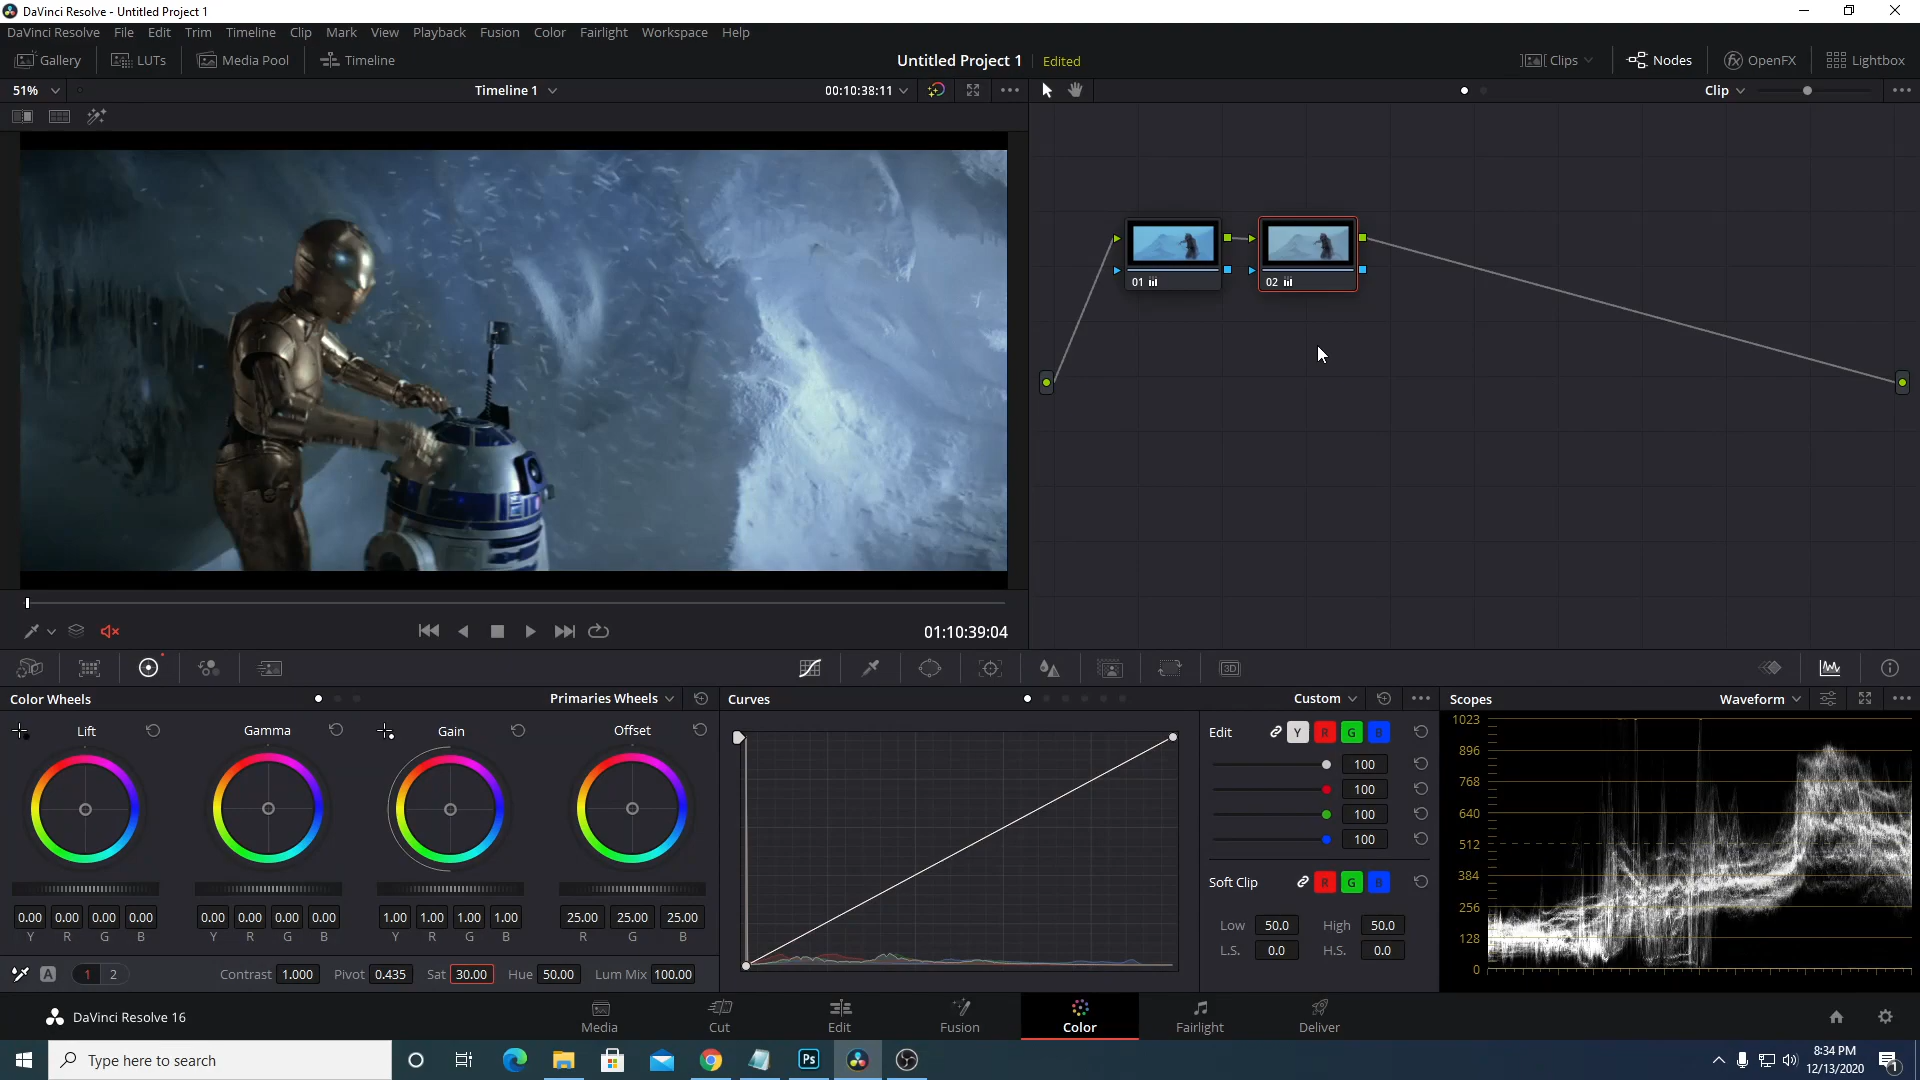 DaVinci Resolve - Untitled Project 1
DaVinci Resolve File Edit Trim Timeline Clip Mark View Playback Fusion Color Fairlight Workspace Help
Gallery LUTs Media Pool Timeline Untitled Project 1 Edited Clips Nodes OpenFX Lightbox
51% Timeline 1 00:10:38:11 Clip
01 02
01:10:39:04
Color Wheels Primaries Wheels Curves Custom Scopes Waveform
Lift Gamma Gain Offset Edit Y R G B
1023
896
768
640
512
384
256
128
0
100
100
100
100
Soft Clip R G B
0.00 0.00 0.00 0.00 0.00 0.00 0.00 0.00 1.00 1.00 1.00 1.00 25.00 25.00 25.00
Y R G B Y R G B Y R G B R G B
Low 50.0 High 50.0
L.S. 0.0 H.S. 0.0
A 1 2 Contrast 1.000 Pivot 0.435 Sat 30.00 Hue 50.00 Lum Mix 100.00
DaVinci Resolve 16 Media Cut Edit Fusion Color Fairlight Deliver
Type here to search Ps 8:34 PM
12/13/2020 1
3D